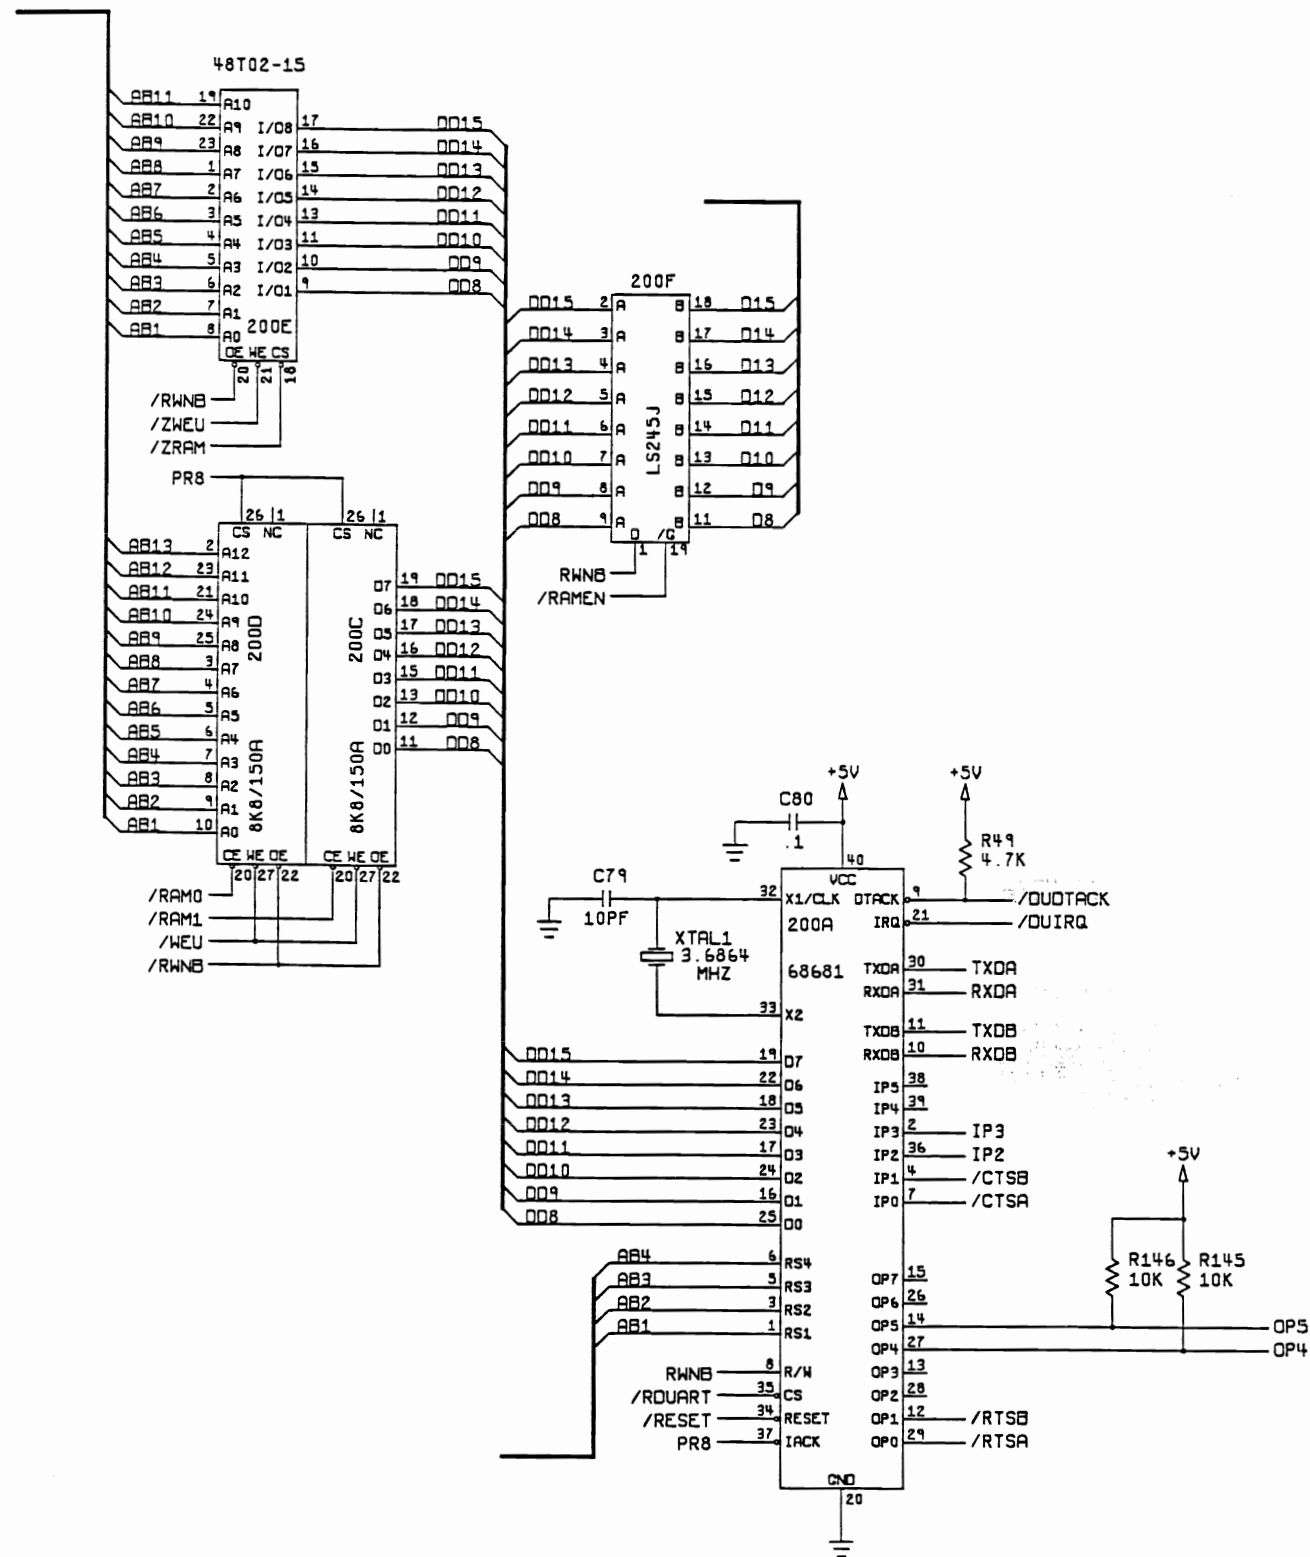 48T02-15
AB11 19 A10
AB10 22 A9 I/O8 17 DD15
AB9 23 A8 I/O7 16 DD14
AB8 1 A7 I/O6 15 DD13
AB7 2 A6 I/O5 14 DD12
AB6 3 A5 I/O4 13 DD11
AB5 4 A4 I/O3 11 DD10
AB4 5 A3 I/O2 10 DD9
AB3 6 A2 I/O1 9 DD8
AB2 7 A1
AB1 8 A0 200E
OE WE CS
20 21 18
/RWNB
/ZWEU
/ZRAM
200F
DD15 2 A B 18 D15
DD14 3 A B 17 D14
DD13 4 A B 16 D13
DD12 5 A B 15 D12
DD11 6 A B 14 D11
DD10 7 A B 13 D10
DD9 8 A B 12 D9
DD8 9 A B 11 D8
LS245J
D /G
1 19
RWNB
/RAMEN
PR8
26 1 26 1
CS NC CS NC
AB13 2 A12
AB12 23 A11
AB11 21 A10
AB10 24 A9
AB9 25 A8
AB8 3 A7
AB7 4 A6
AB6 5 A5
AB5 6 A4
AB4 7 A3
AB3 8 A2
AB2 9 A1
AB1 10 A0
200D
8K8/150A
200C
8K8/150A
D7 19 DD15
D6 18 DD14
D5 17 DD13
D4 16 DD12
D3 15 DD11
D2 13 DD10
D1 12 DD9
D0 11 DD8
CE WE OE CE WE OE
20 27 22 20 27 22
/RAM0
/RAM1
/WEU
/RWNB
+5V +5V
C80
.1
R49
4.7K
C79
10PF
XTAL1
3.6864
MHZ
40
VCC
32 X1/CLK DTACK 9 /DUDTACK
200A IRQ 21 /DUIRQ
68681 TXDA 30 TXDA
RXDA 31 RXDA
33 X2
TXDB 11 TXDB
RXDB 10 RXDB
DD15 19 D7
DD14 22 D6
DD13 18 D5
DD12 23 D4
DD11 17 D3
DD10 24 D2
DD9 16 D1
DD8 25 D0
IP5 38
IP4 39
IP3 2 IP3
IP2 36 IP2
IP1 4 /CTSB
IP0 7 /CTSA
+5V
R146
10K
R145
10K
AB4 6 RS4
AB3 5 RS3
AB2 3 RS2
AB1 1 RS1
OP7 15
OP6 26
OP5 14 OP5
OP4 27 OP4
OP3 13
OP2 28
OP1 12 /RTSB
OP0 29 /RTSA
RWNB 8 R/W
/RDUART 35 CS
/RESET 34 RESET
PR8 37 IACK
GND
20